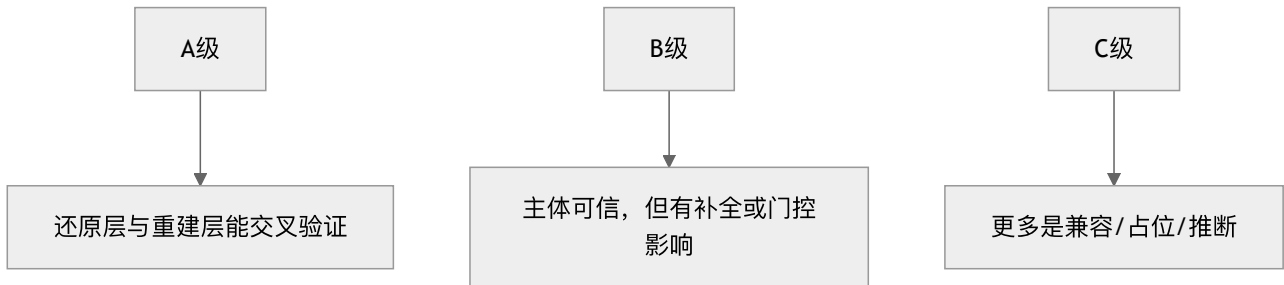 A级
B级
C级
还原层与重建层能交叉验证
主体可信，但有补全或门控
影响
更多是兼容/占位/推断